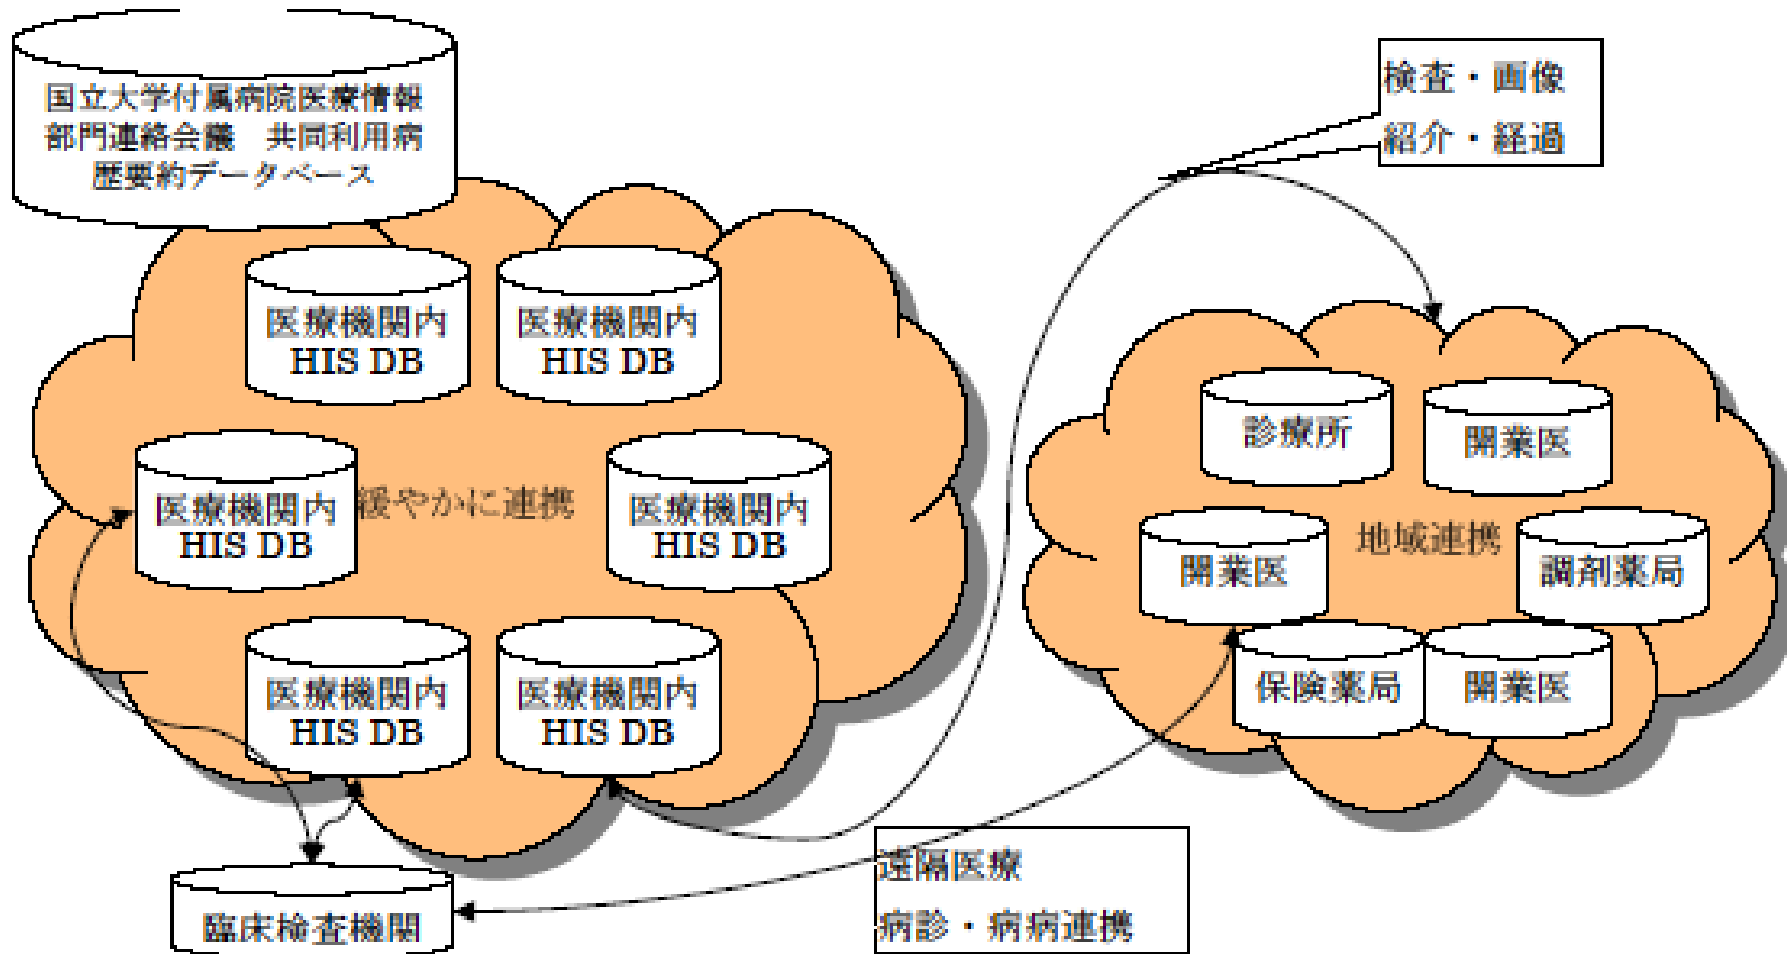 国立大学付属病院医療情報
部門連絡会議　共同利用病
歴要約データベース
検査・画像
紹介・経過
医療機関内
HIS DB
医療機関内
HIS DB
医療機関内
HIS DB
緩やかに連携
医療機関内
HIS DB
医療機関内
HIS DB
医療機関内
HIS DB
臨床検査機関
診療所
開業医
開業医
地域連携
調剤薬局
保険薬局
開業医
遠隔医療
病診・病病連携